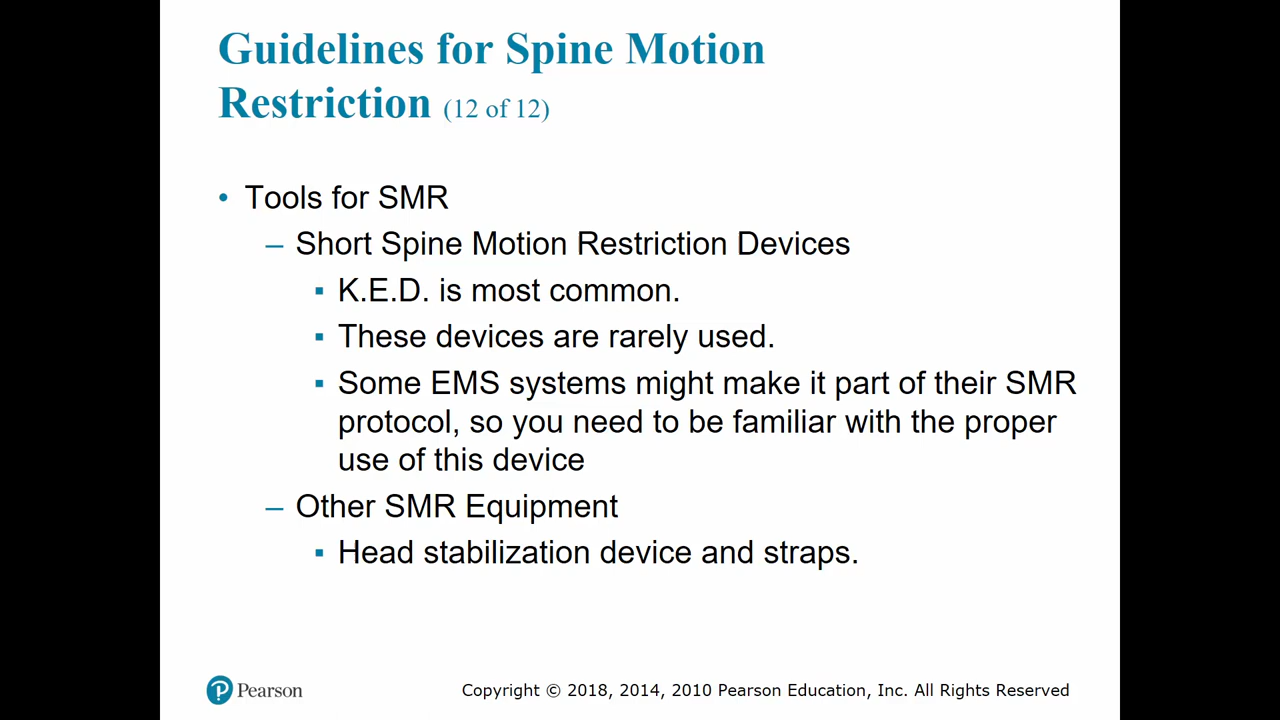 Guidelines for Spine Motion
Restriction (12 of 12)
• Tools for SMR
– Short Spine Motion Restriction Devices
▪ K.E.D. is most common.
▪ These devices are rarely used.
▪ Some EMS systems might make it part of their SMR
protocol, so you need to be familiar with the proper
use of this device
– Other SMR Equipment
▪ Head stabilization device and straps.
P Pearson
Copyright © 2018, 2014, 2010 Pearson Education, Inc. All Rights Reserved